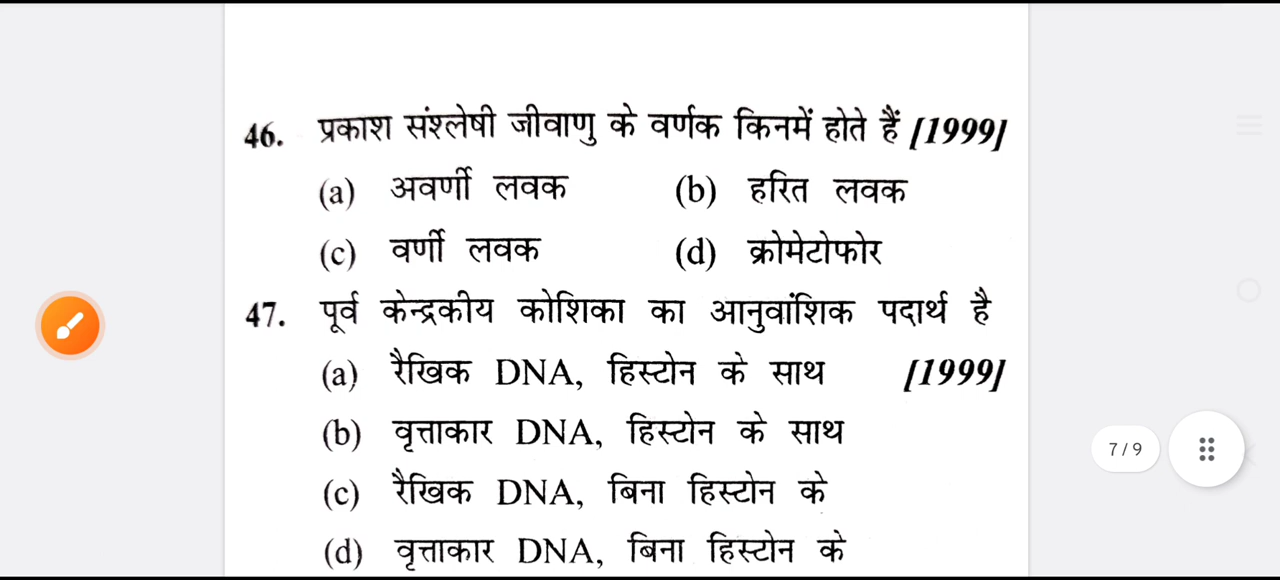 46. प्रकाश संश्लेषी जीवाणु के वर्णक किनमें होते हैं [1999]
(a) अवर्णी लवक (b) हरित लवक
(c) वर्णी लवक (d) क्रोमेटोफोर
47. पूर्व केन्द्रकीय कोशिका का आनुवांशिक पदार्थ है
(a) रैखिक DNA, हिस्टोन के साथ [1999]
(b) वृत्ताकार DNA, हिस्टोन के साथ
7 / 9
(c) रैखिक DNA, बिना हिस्टोन के
(d) वृत्ताकार DNA, बिना हिस्टोन के